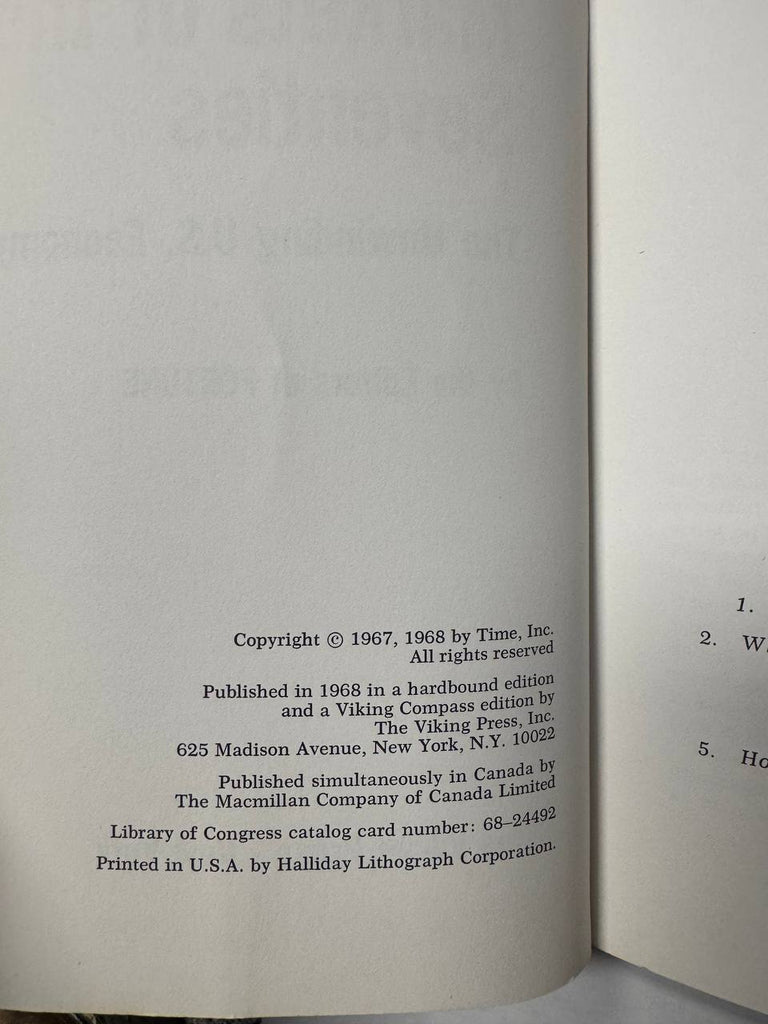 Copyright © 1967, 1968 by Time, Inc.
All rights reserved
Published in 1968 in a hardbound edition
and a Viking Compass edition by
The Viking Press, Inc.
625 Madison Avenue, New York, N.Y. 10022
Published simultaneously in Canada by
The Macmillan Company of Canada Limited
Library of Congress catalog card number: 68–24492
Printed in U.S.A. by Halliday Lithograph Corporation.
1.
2.
5.